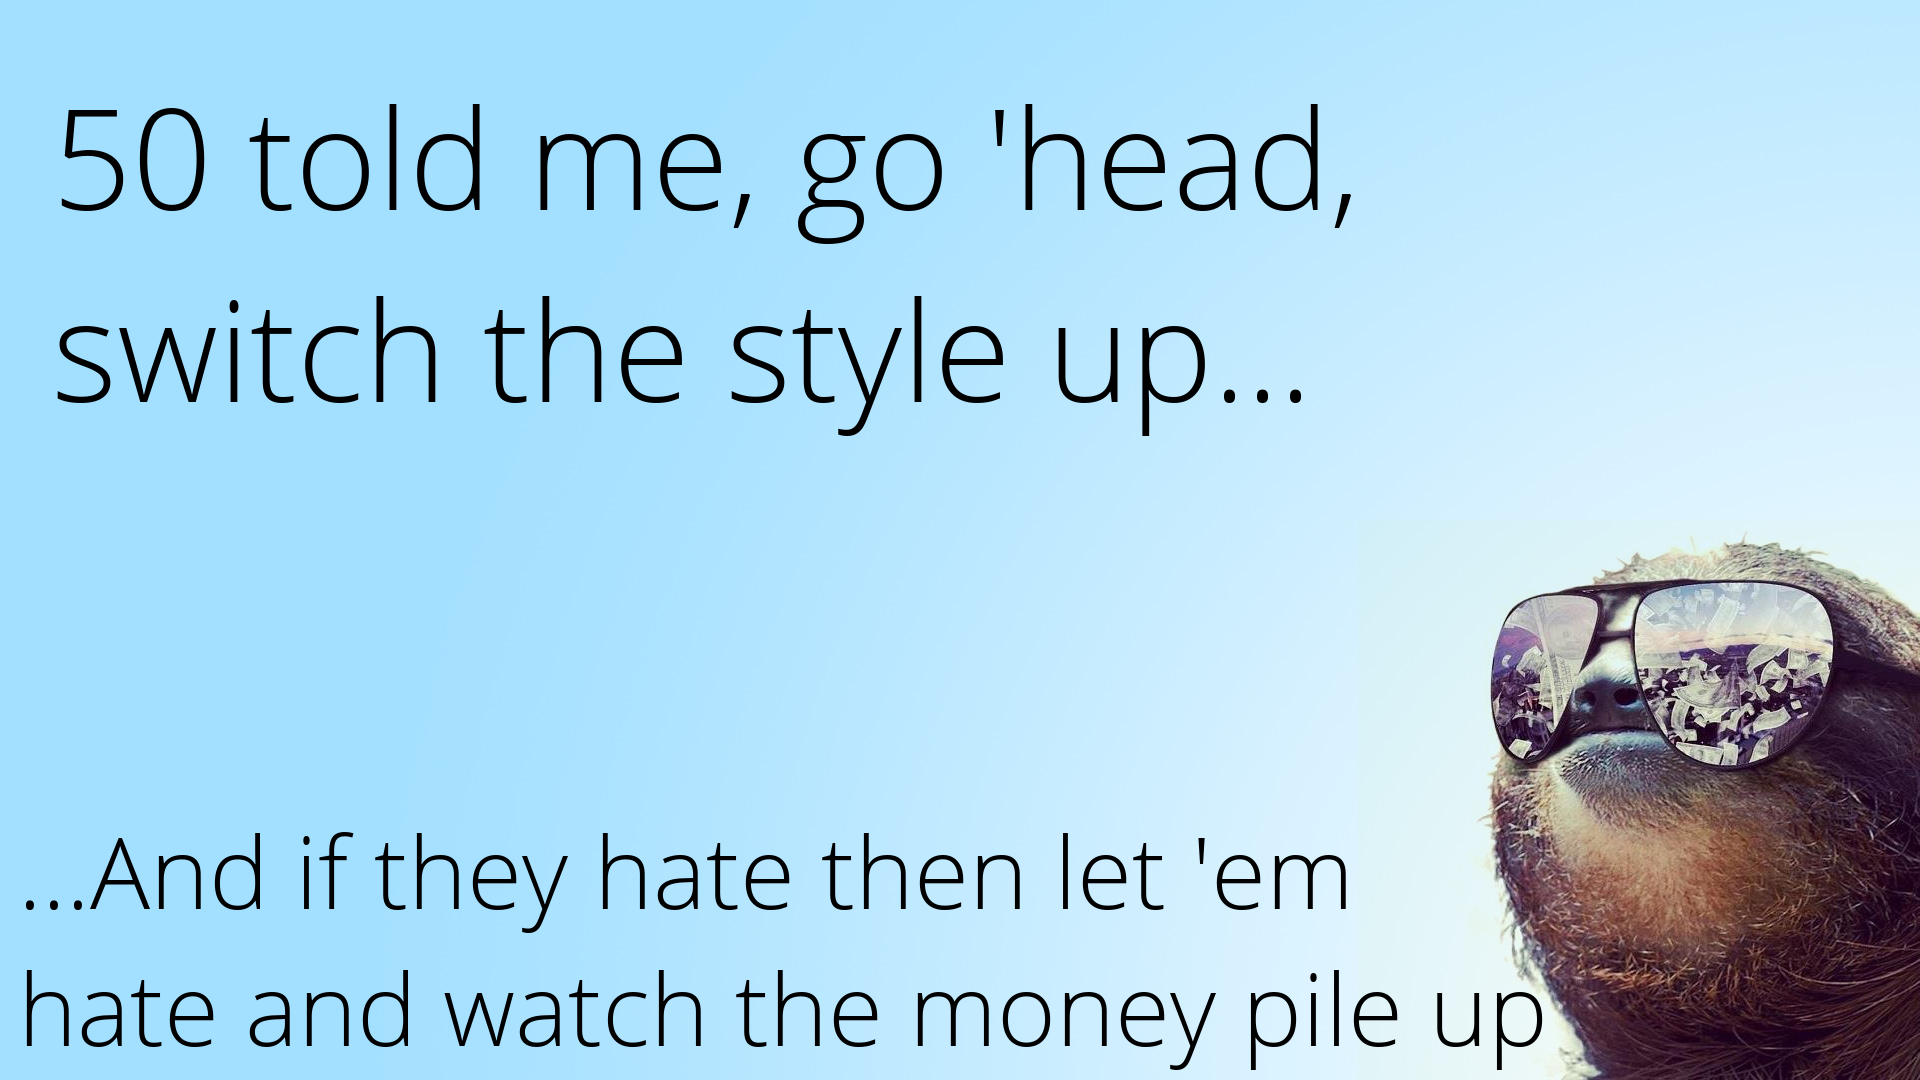 50 told me, go 'head,
switch the style up...
...And if they hate then let 'em
hate and watch the money pile up